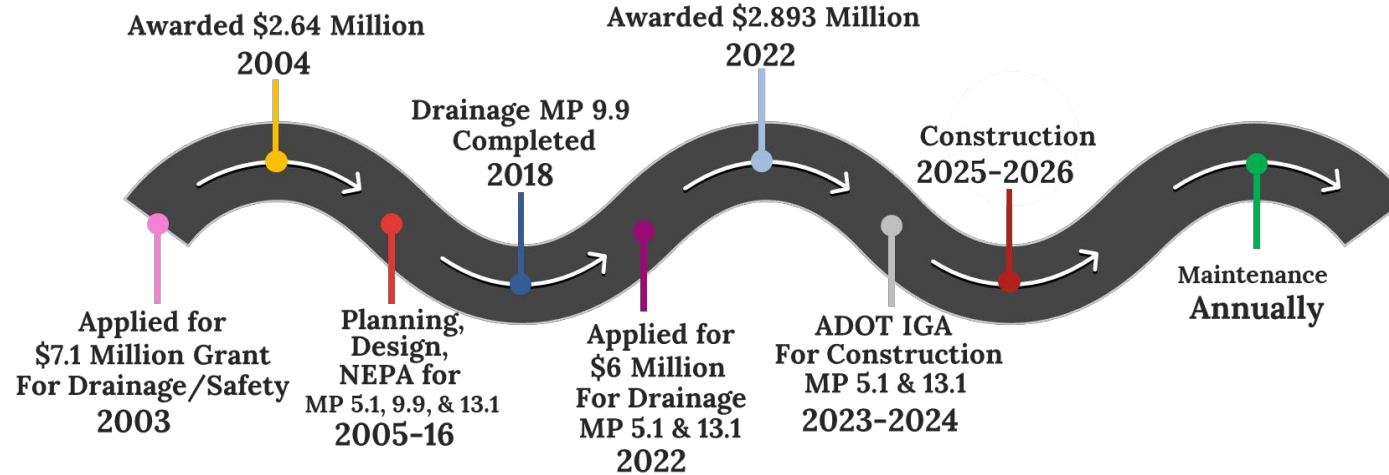 Applied for
$7.1 Million Grant
For Drainage/Safety
2003
Awarded $2.64 Million
2004
Planning,
Design,
NEPA for
MP 5.1, 9.9, & 13.1
2005-16
Drainage MP 9.9
Completed
2018
Applied for
$6 Million
For Drainage
MP 5.1 & 13.1
2022
Awarded $2.893 Million
2022
ADOT IGA
For Construction
MP 5.1 & 13.1
2023-2024
Construction
2025-2026
Maintenance
Annually